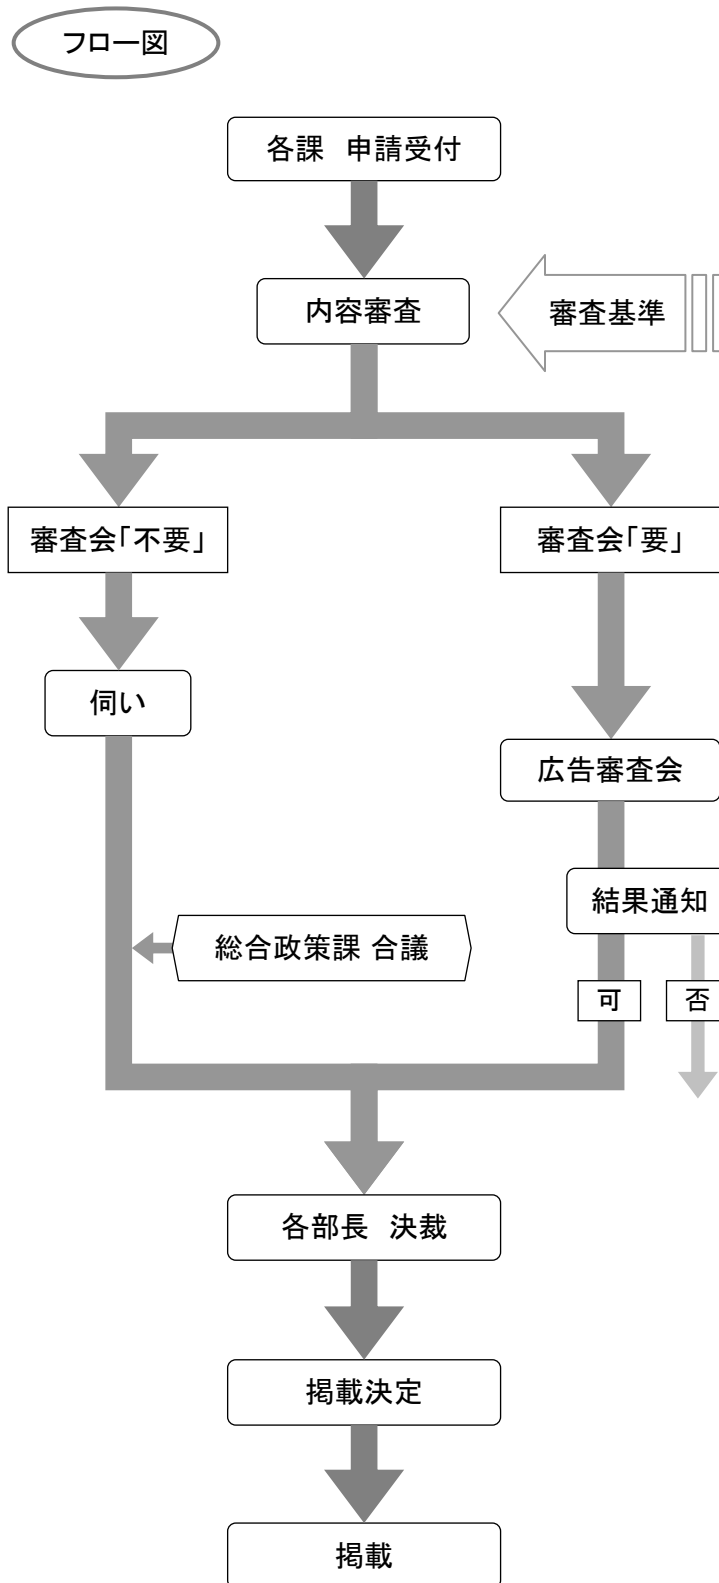 フロー図
各課　申請受付
内容審査
審査基準
審査会「不要」
審査会「要」
伺い
広告審査会
結果通知
総合政策課 合議
可
否
各部長　決裁
掲載決定
掲載